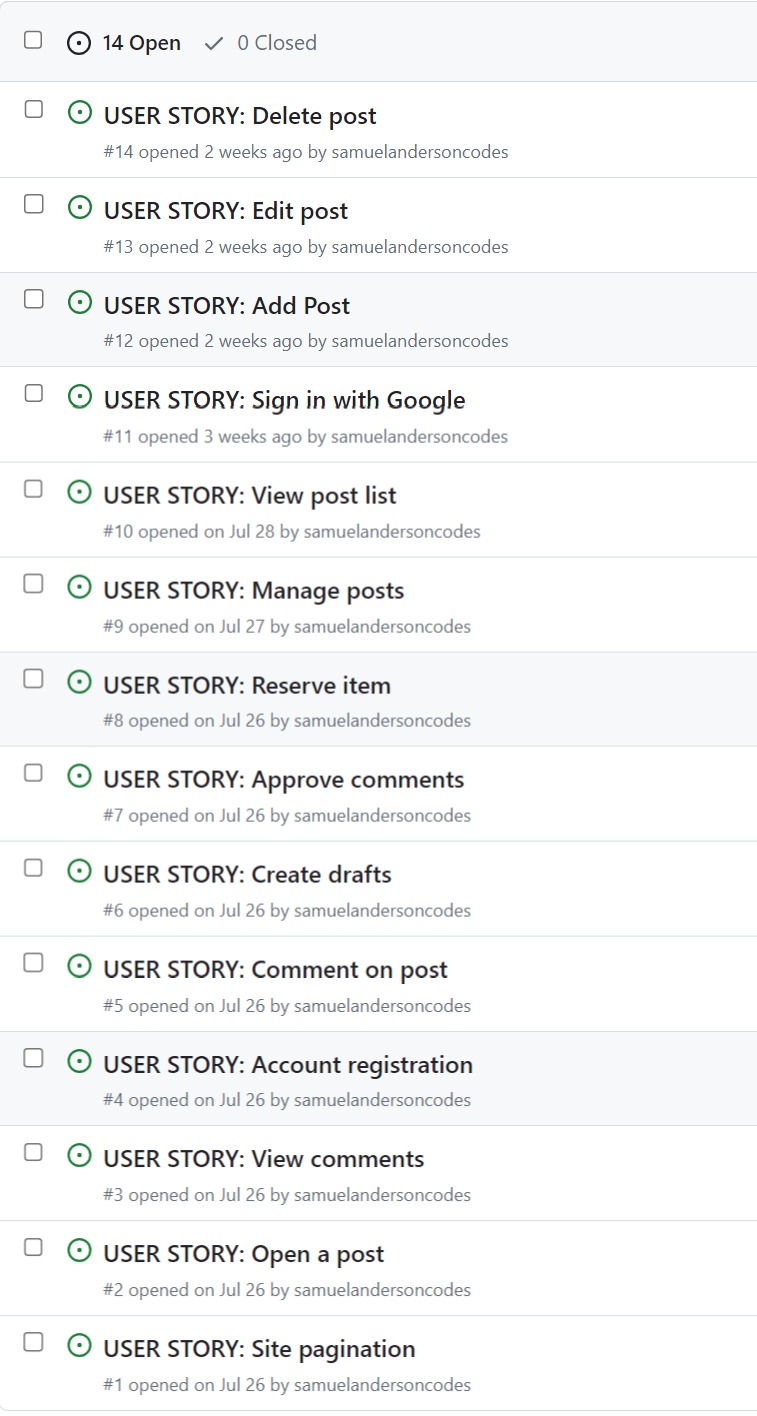 14 Open 0 Closed
USER STORY: Delete post
#14 opened 2 weeks ago by samuelandersoncodes
USER STORY: Edit post
#13 opened 2 weeks ago by samuelandersoncodes
USER STORY: Add Post
#12 opened 2 weeks ago by samuelandersoncodes
USER STORY: Sign in with Google
#11 opened 3 weeks ago by samuelandersoncodes
USER STORY: View post list
#10 opened on Jul 28 by samuelandersoncodes
USER STORY: Manage posts
#9 opened on Jul 27 by samuelandersoncodes
USER STORY: Reserve item
#8 opened on Jul 26 by samuelandersoncodes
USER STORY: Approve comments
#7 opened on Jul 26 by samuelandersoncodes
USER STORY: Create drafts
#6 opened on Jul 26 by samuelandersoncodes
USER STORY: Comment on post
#5 opened on Jul 26 by samuelandersoncodes
USER STORY: Account registration
#4 opened on Jul 26 by samuelandersoncodes
USER STORY: View comments
#3 opened on Jul 26 by samuelandersoncodes
USER STORY: Open a post
#2 opened on Jul 26 by samuelandersoncodes
USER STORY: Site pagination
#1 opened on Jul 26 by samuelandersoncodes